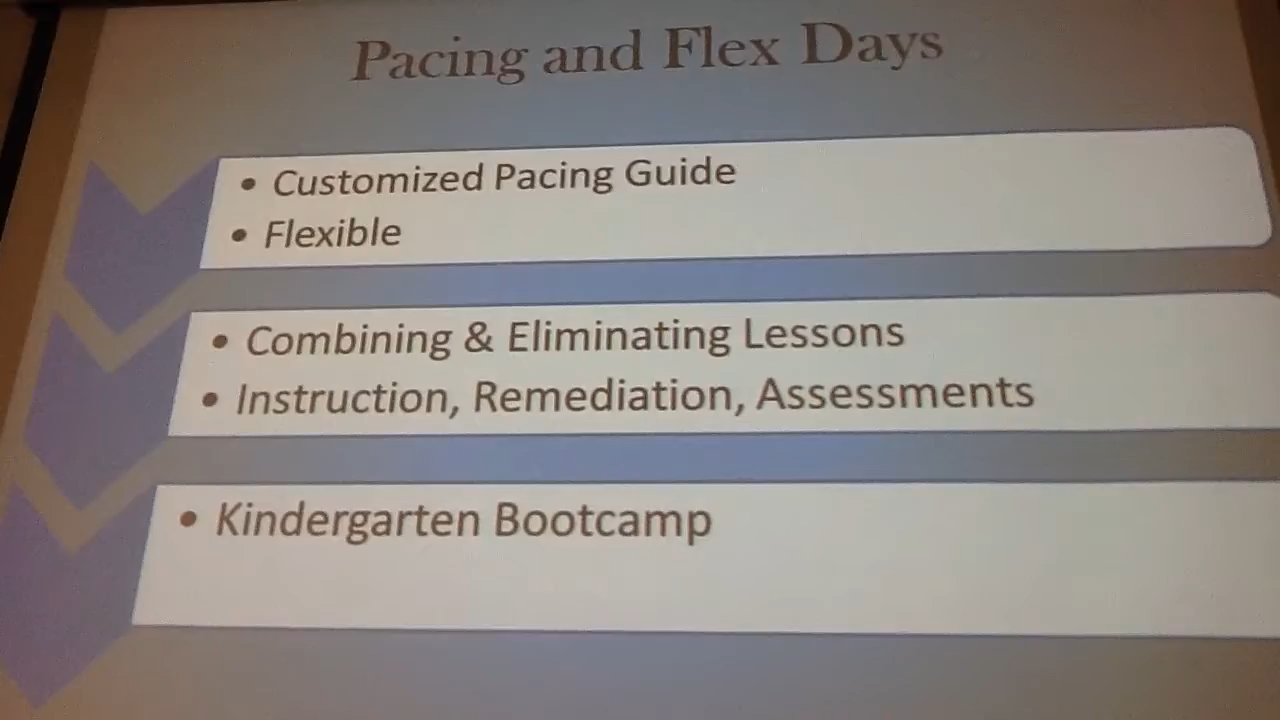 Pacing and Flex Days
• Customized Pacing Guide
• Flexible
• Combining & Eliminating Lessons
• Instruction, Remediation, Assessments
• Kindergarten Bootcamp